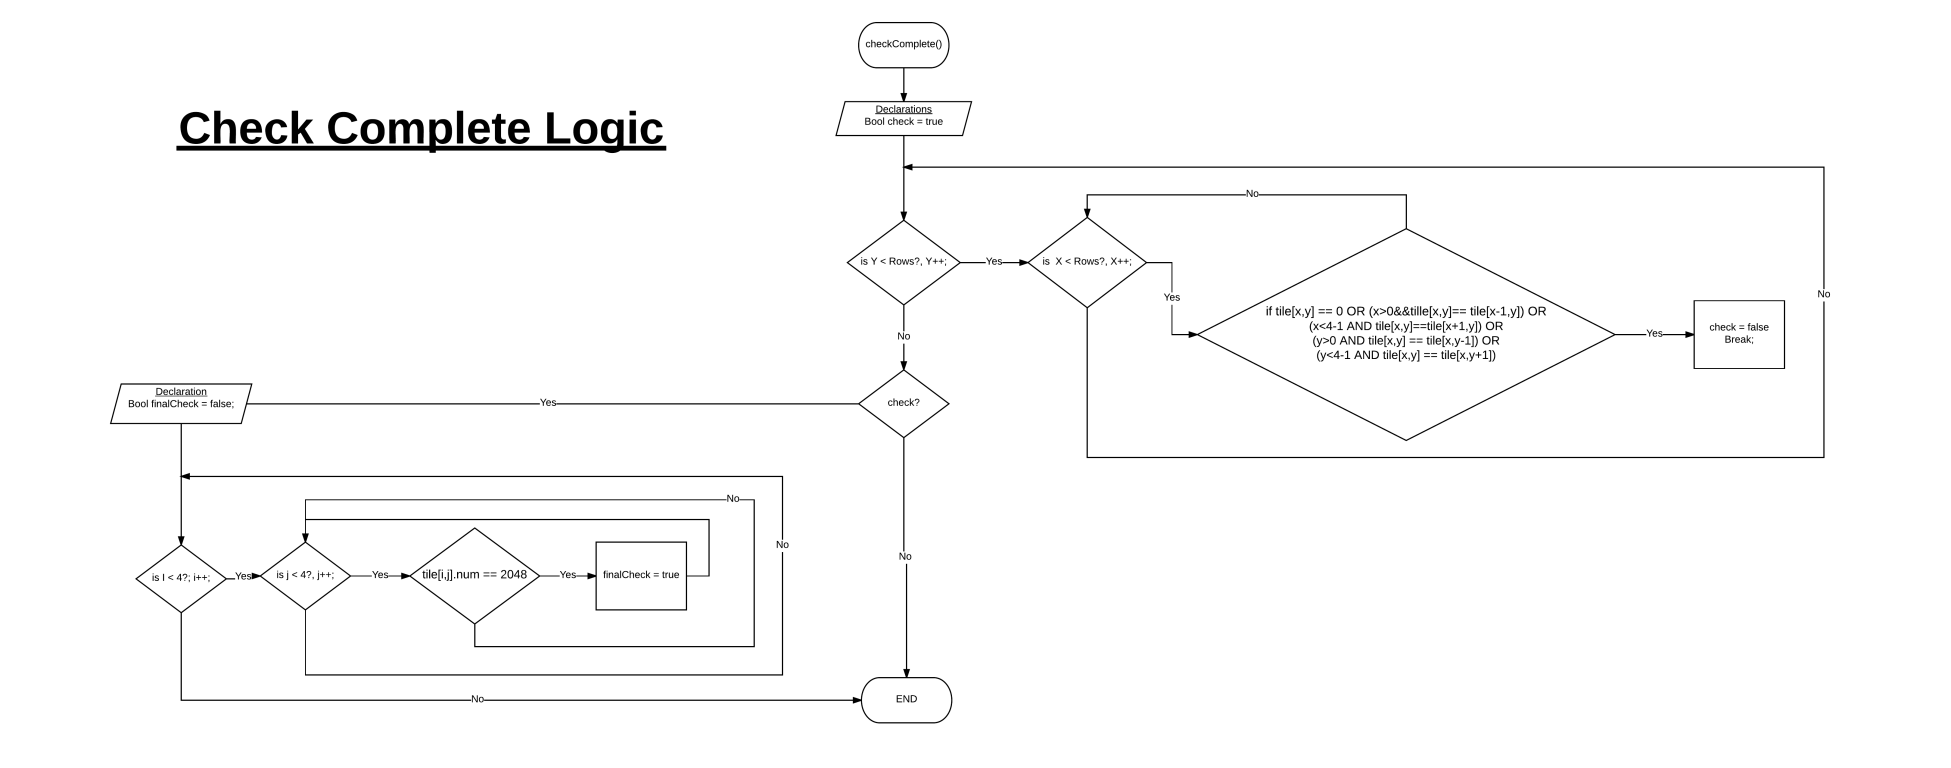 checkComplete()
Check Complete Logic
Declarations
Bool check = true
No
is Y < Rows?, Y++;
Yes
is  X < Rows?, X++;
Yes
if tile[x,y] == 0 OR (x>0&&tille[x,y]== tile[x-1,y]) OR
(x<4-1 AND tile[x,y]==tile[x+1,y]) OR
(y>0 AND tile[x,y] == tile[x,y-1]) OR
(y<4-1 AND tile[x,y] == tile[x,y+1])
Yes
check = false
Break;
No
No
check?
Yes
Declaration
Bool finalCheck = false;
No
No
No
is I < 4?; i++;
Yes
is j < 4?, j++;
Yes
tile[i,j].num == 2048
Yes
finalCheck = true
No
END